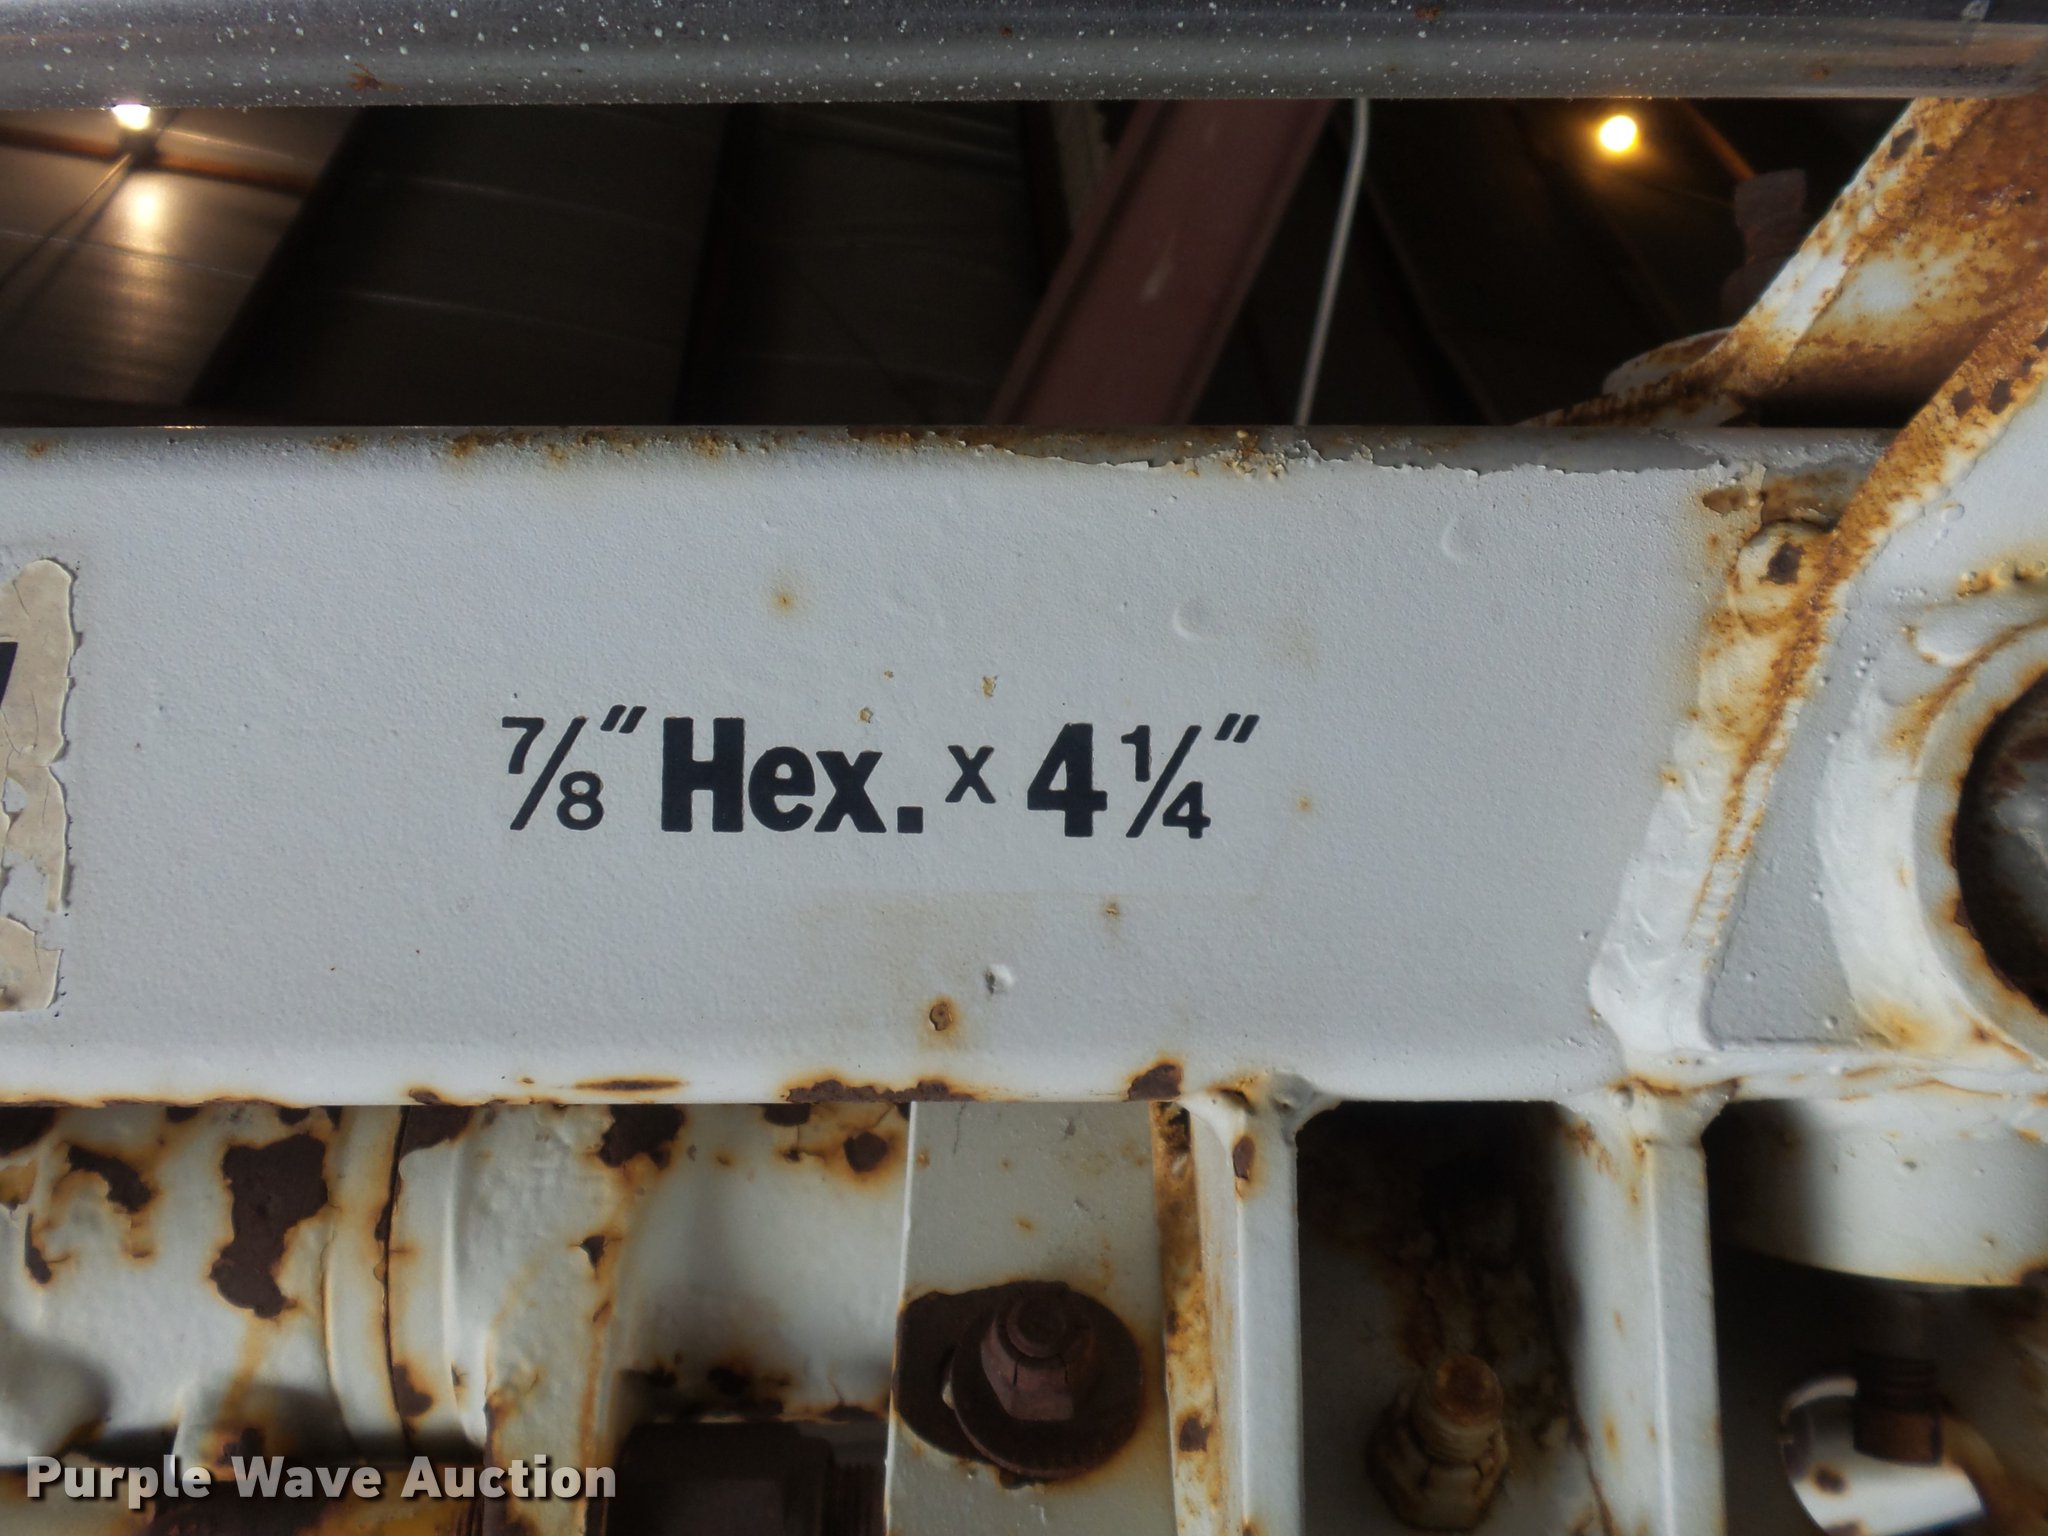 ⅞" Hex. x 4 ¼"
Purple Wave Auction